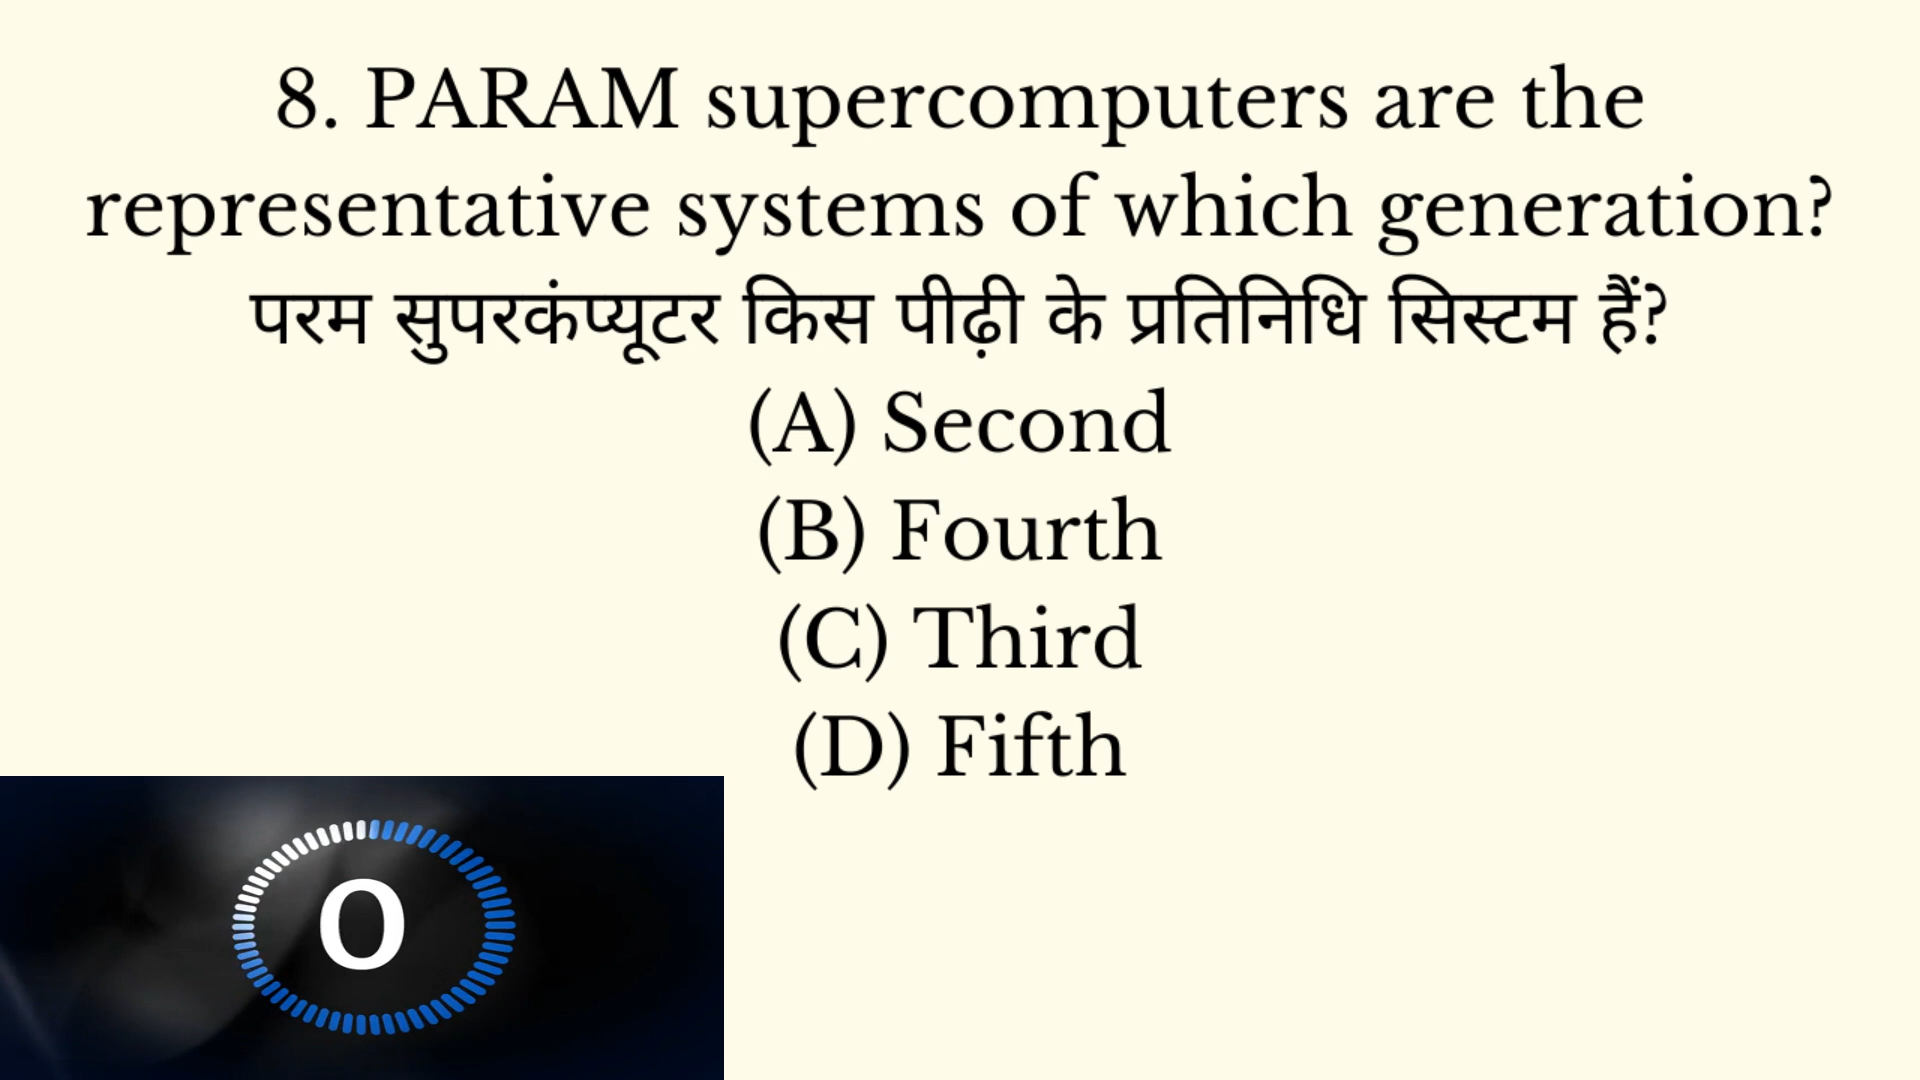 8. PARAM supercomputers are the
representative systems of which generation?
परम सुपरकंप्यूटर किस पीढ़ी के प्रतिनिधि सिस्टम हैं?
(A) Second
(B) Fourth
(C) Third
(D) Fifth
0